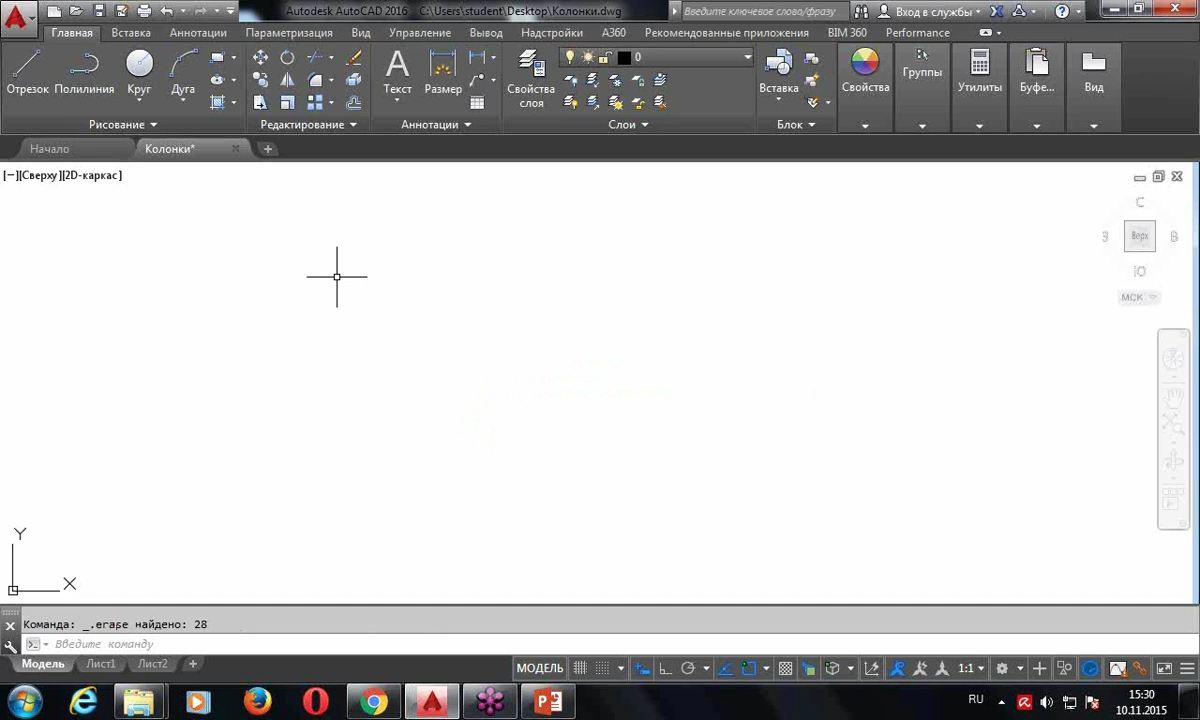 Autodesk AutoCAD 2016 C:\Users\student\Desktop\Колонки.dwg
Введите ключевое слово/фразу
Вход в службы
Главная Вставка Аннотации Параметризация Вид Управление Вывод Надстройки A360 Рекомендованные приложения BIM 360 Performance
Отрезок Полилиния Круг Дуга
Текст Размер
Свойства слоя
0
Вставка
Свойства
Группы
Утилиты
Буфе...
Вид
Рисование Редактирование Аннотации Слои Блок
Начало Колонки* +
[−][Сверху][2D-каркас]
С
З Верх В
Ю
МСК
Y
X
Команда: _.erase найдено: 28
Введите команду
Модель Лист1 Лист2 +
МОДЕЛЬ 1:1
RU
15:30
10.11.2015